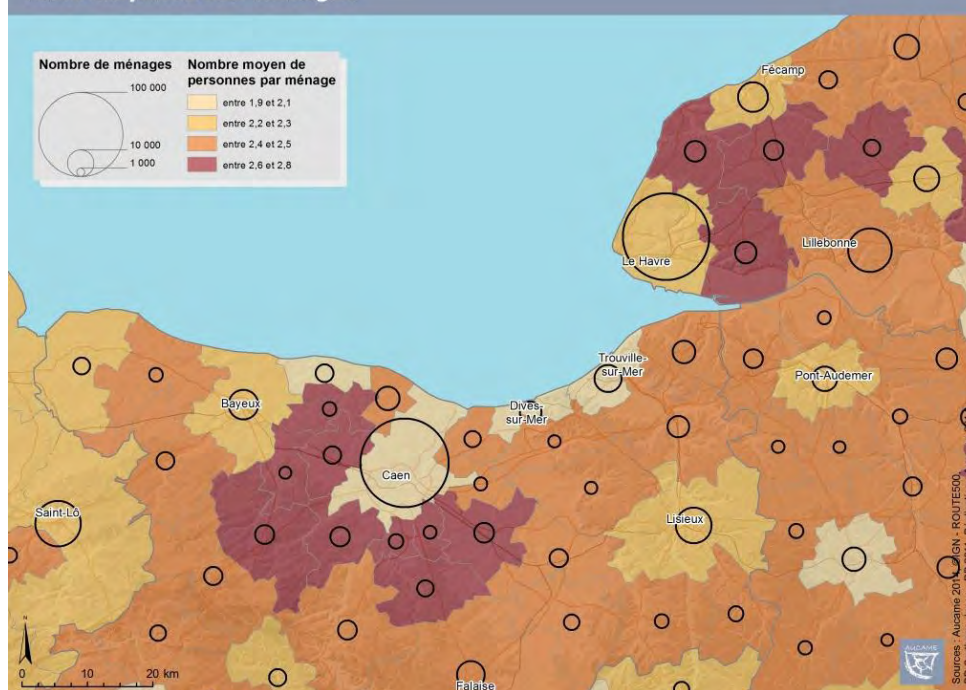 Nombre de ménages
100 000
10 000
1 000
Nombre moyen de
personnes par ménage
entre 1,9 et 2,1
entre 2,2 et 2,3
entre 2,4 et 2,5
entre 2,6 et 2,8
Fécamp
Le Havre
Lillebonne
Trouville-
sur-Mer
Pont-Audemer
Bayeux
Dives-
sur-Mer
Caen
Saint-Lô
Lisieux
Falaise
N
0 10 20 km
AUCAME
Sources : Aucame IGN - ROUTE500,